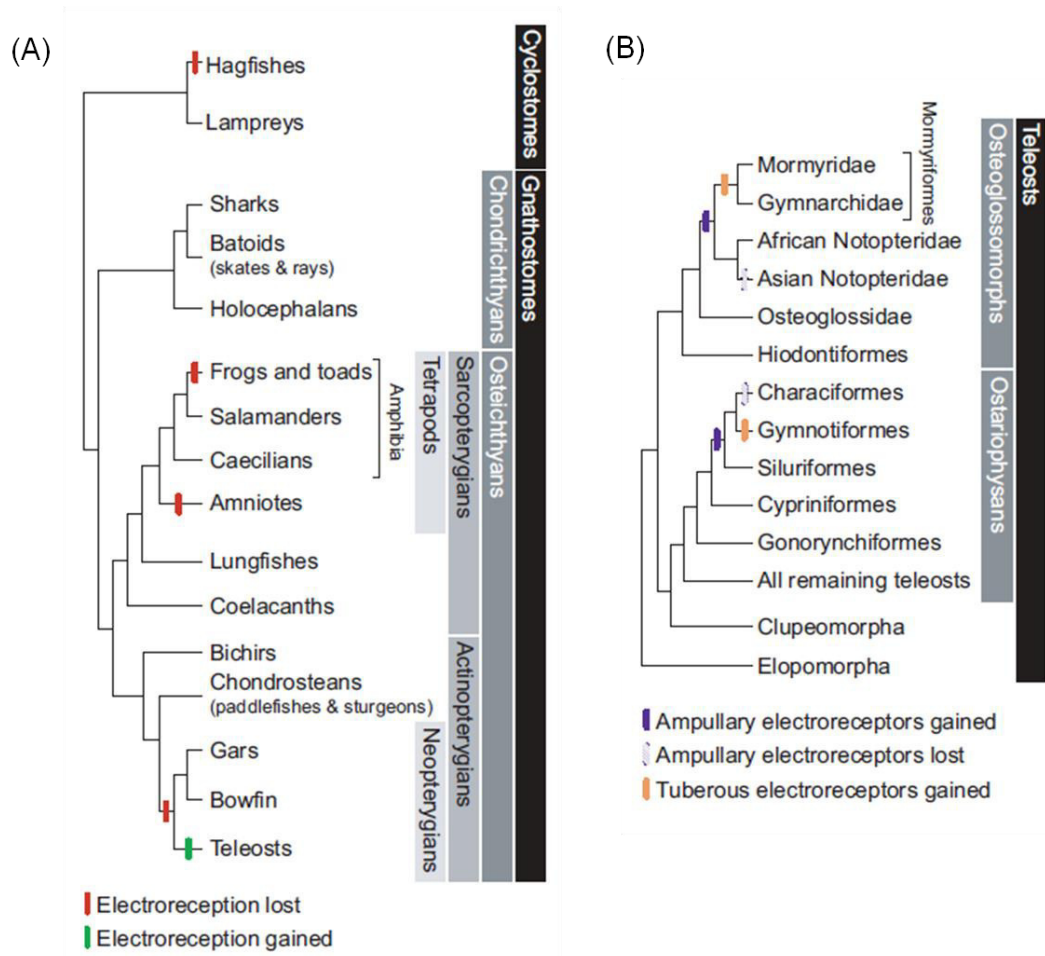 (A)
Hagfishes
Lampreys
Sharks
Batoids
(skates & rays)
Holocephalans
Frogs and toads
Salamanders
Caecilians
Amniotes
Lungfishes
Coelacanths
Bichirs
Chondrosteans
(paddlefishes & sturgeons)
Gars
Bowfin
Teleosts
Amphibia
Tetrapods
Neopterygians
Sarcopterygians
Actinopterygians
Chondrichthyans
Osteichthyans
Cyclostomes
Gnathostomes
Electroreception lost
Electroreception gained
(B)
Mormyridae
Gymnarchidae
African Notopteridae
Asian Notopteridae
Osteoglossidae
Hiodontiformes
Characiformes
Gymnotiformes
Siluriformes
Cypriniformes
Gonorynchiformes
All remaining teleosts
Clupeomorpha
Elopomorpha
Mormyriformes
Osteoglossomorphs
Ostariophysans
Teleosts
Ampullary electroreceptors gained
Ampullary electroreceptors lost
Tuberous electroreceptors gained